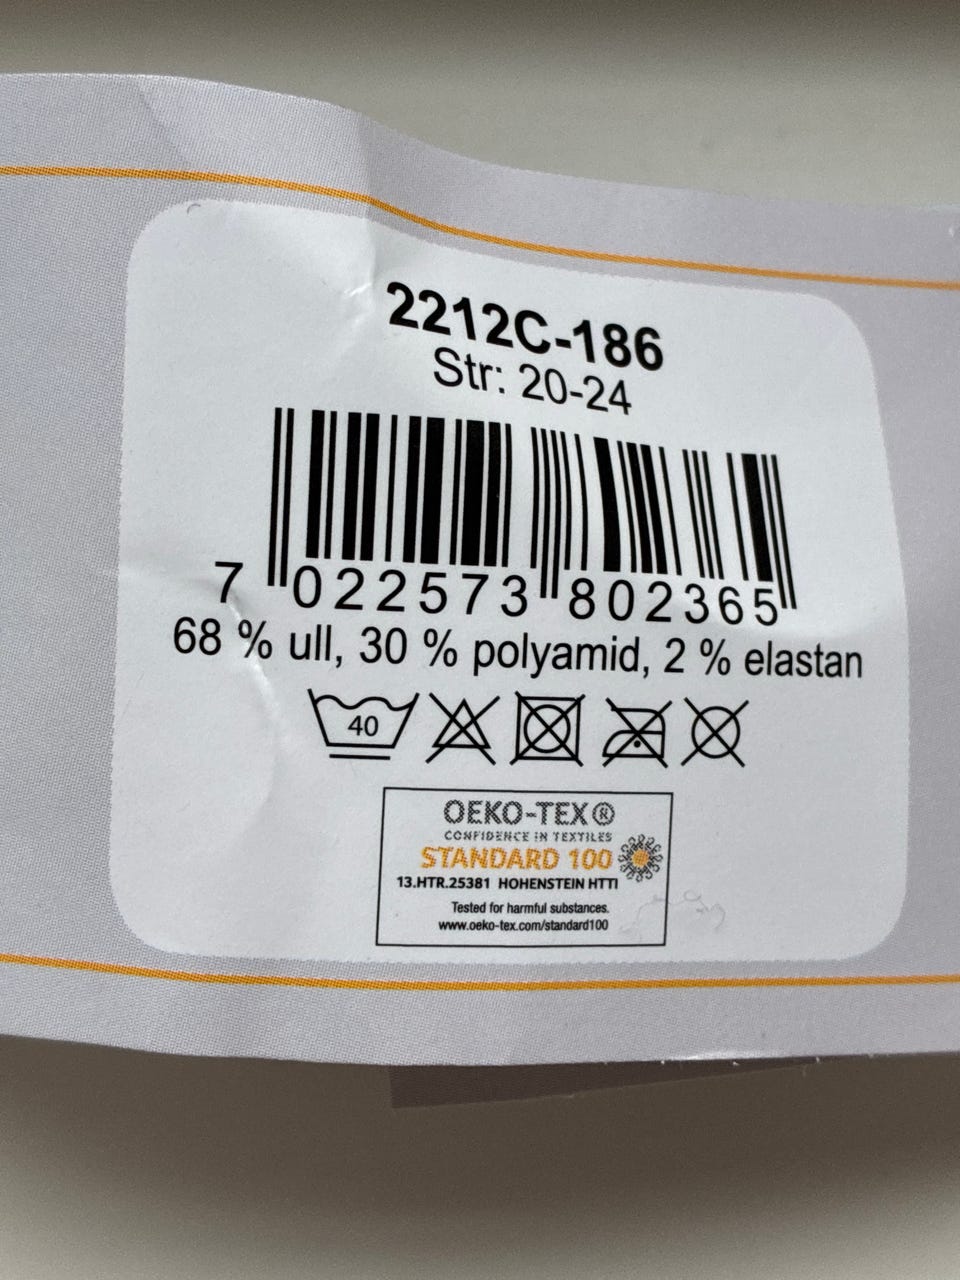 2212C-186
Str: 20-24
7 022573 802365
68 % ull, 30 % polyamid, 2 % elastan
40
OEKO-TEX®
CONFIDENCE IN TEXTILES
STANDARD 100
13.HTR.25381 HOHENSTEIN HTTI
Tested for harmful substances.
www.oeko-tex.com/standard100